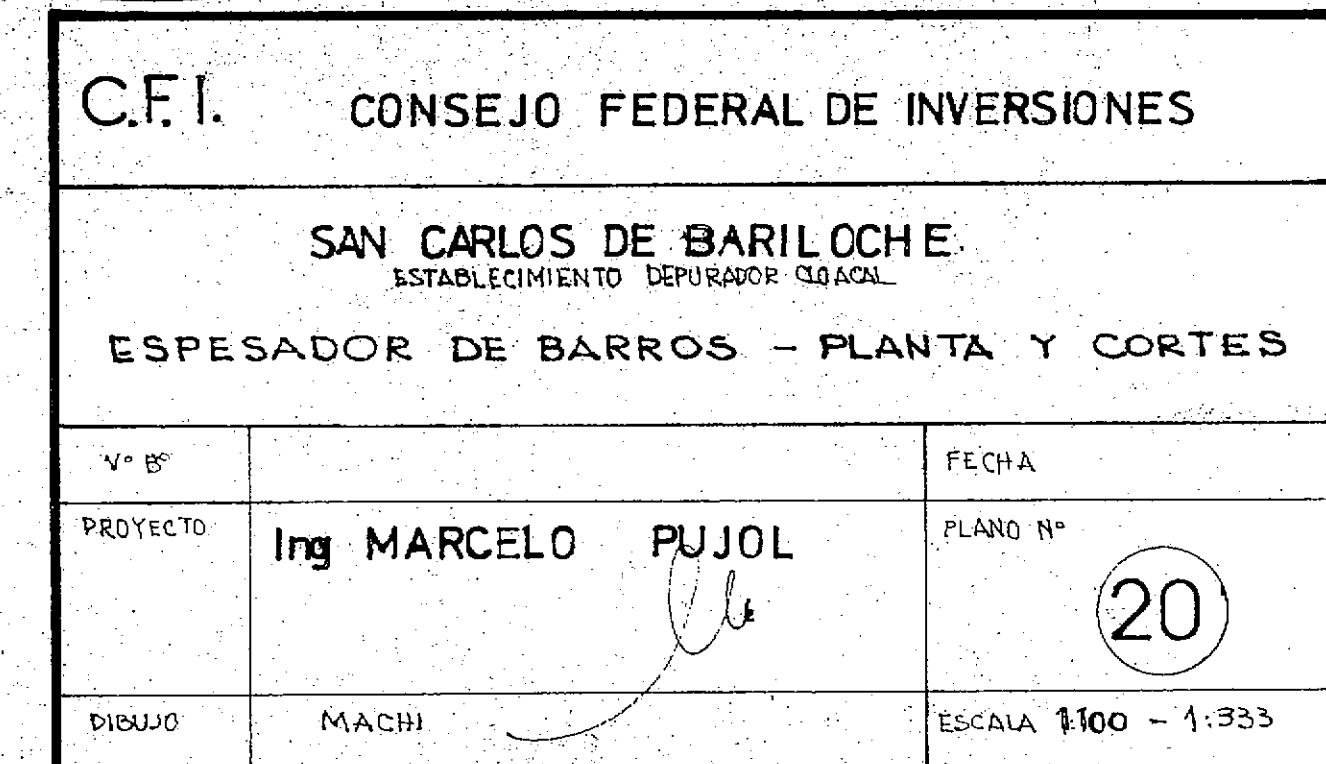 C.F.I. CONSEJO FEDERAL DE INVERSIONES
SAN CARLOS DE BARILOCHE
ESTABLECIMIENTO DEPURADOR CLOACAL
ESPESADOR DE BARROS – PLANTA Y CORTES
Vº Bº
FECHA
PROYECTO
Ing MARCELO PUJOL
PLANO Nº
20
DIBUJO
MACHI
ESCALA 1:100 – 1:333